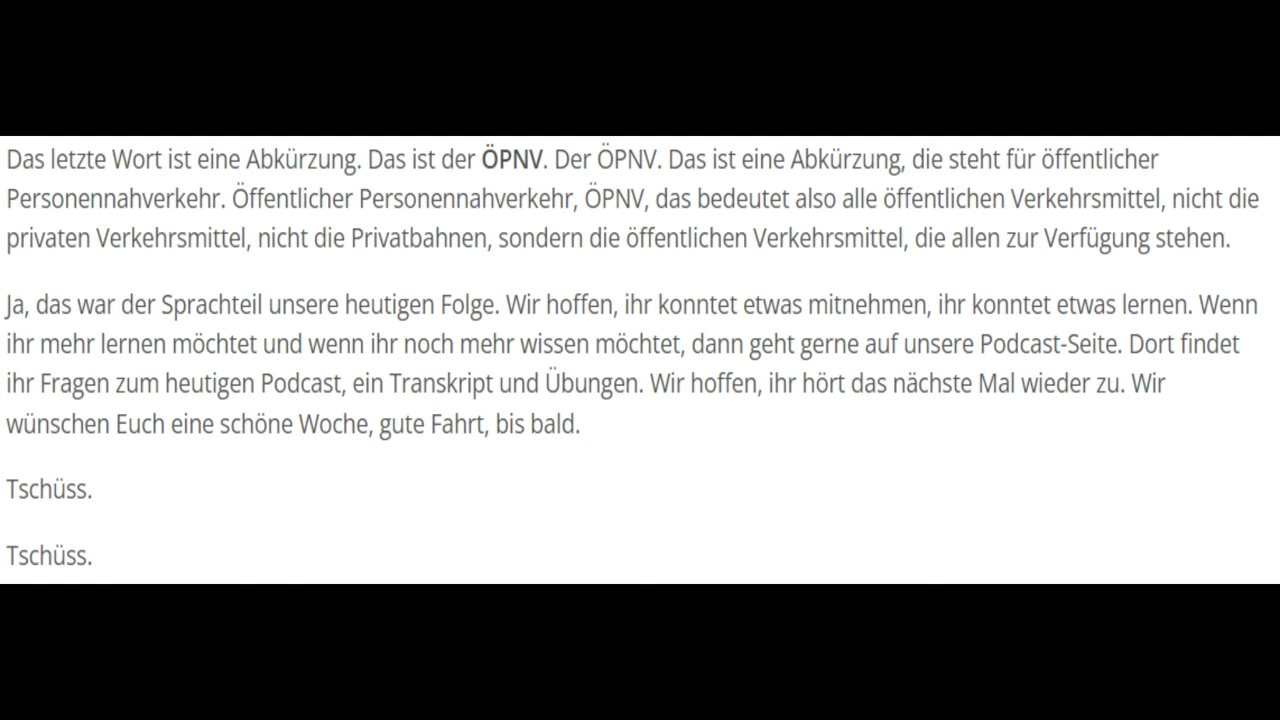 Das letzte Wort ist eine Abkürzung. Das ist der ÖPNV. Der ÖPNV. Das ist eine Abkürzung, die steht für öffentlicher
Personennahverkehr. Öffentlicher Personennahverkehr, ÖPNV, das bedeutet also alle öffentlichen Verkehrsmittel, nicht die
privaten Verkehrsmittel, nicht die Privatbahnen, sondern die öffentlichen Verkehrsmittel, die allen zur Verfügung stehen.
Ja, das war der Sprachteil unsere heutigen Folge. Wir hoffen, ihr konntet etwas mitnehmen, ihr konntet etwas lernen. Wenn
ihr mehr lernen möchtet und wenn ihr noch mehr wissen möchtet, dann geht gerne auf unsere Podcast-Seite. Dort findet
ihr Fragen zum heutigen Podcast, ein Transkript und Übungen. Wir hoffen, ihr hört das nächste Mal wieder zu. Wir
wünschen Euch eine schöne Woche, gute Fahrt, bis bald.
Tschüss.
Tschüss.